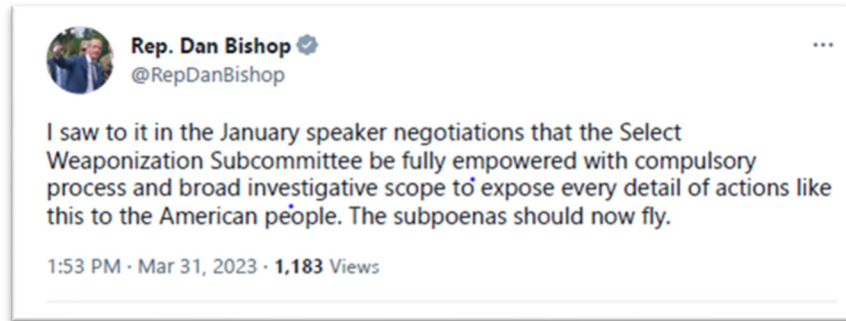 Rep. Dan Bishop
@RepDanBishop
I saw to it in the January speaker negotiations that the Select
Weaponization Subcommittee be fully empowered with compulsory
process and broad investigative scope to expose every detail of actions like
this to the American people. The subpoenas should now fly.
1:53 PM · Mar 31, 2023 · 1,183 Views